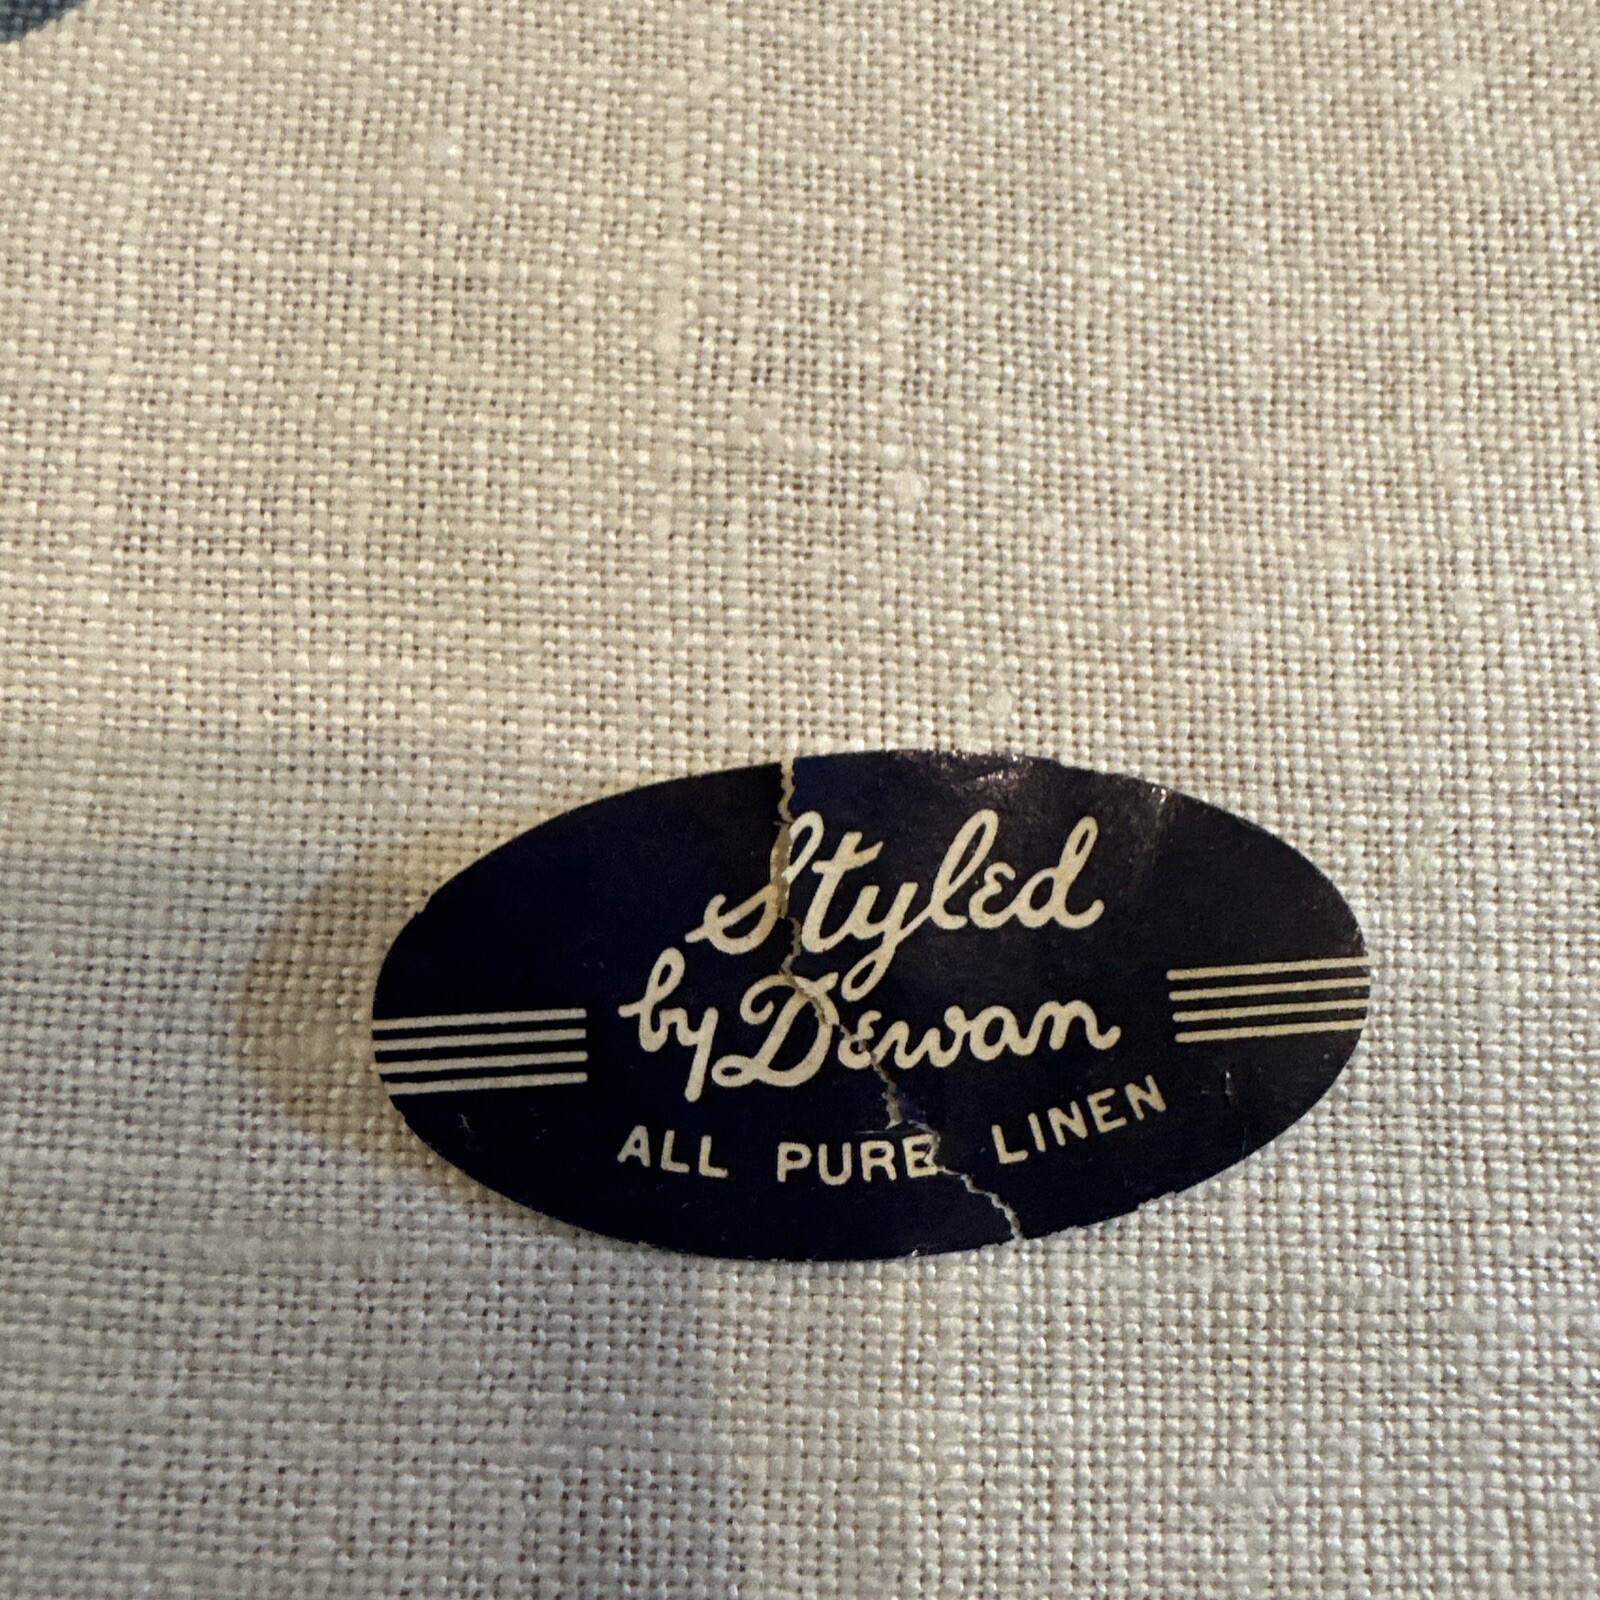 Styled
by Dewan
ALL PURE LINEN